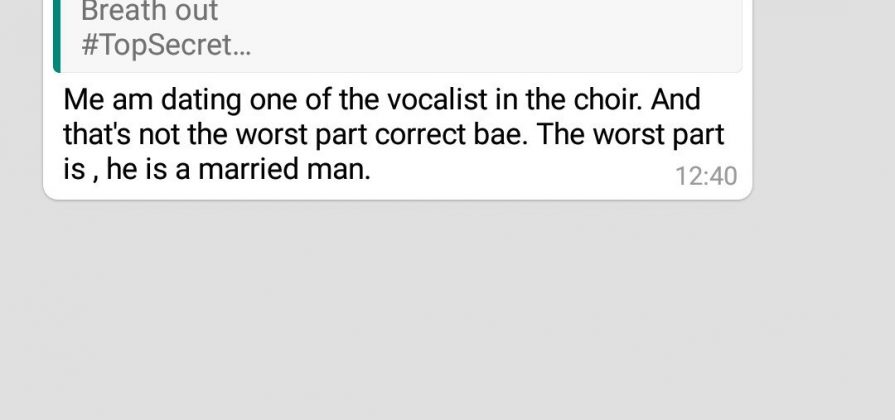 Breath out
#TopSecret...
Me am dating one of the vocalist in the choir. And
that's not the worst part correct bae. The worst part
is , he is a married man.
12:40